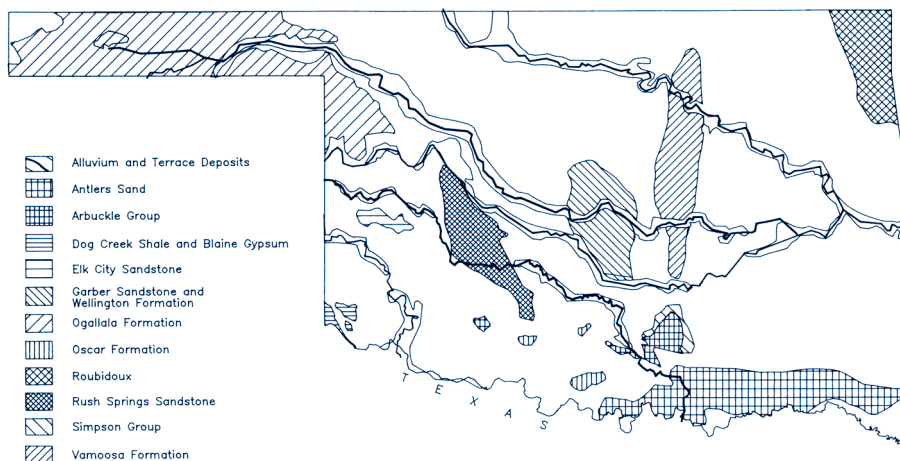 Alluvium and Terrace Deposits
Antlers Sand
Arbuckle Group
Dog Creek Shale and Blaine Gypsum
Elk City Sandstone
Garber Sandstone and
Wellington Formation
Ogallala Formation
Oscar Formation
Roubidoux
Rush Springs Sandstone
Simpson Group
Vamoosa Formation
TEXAS